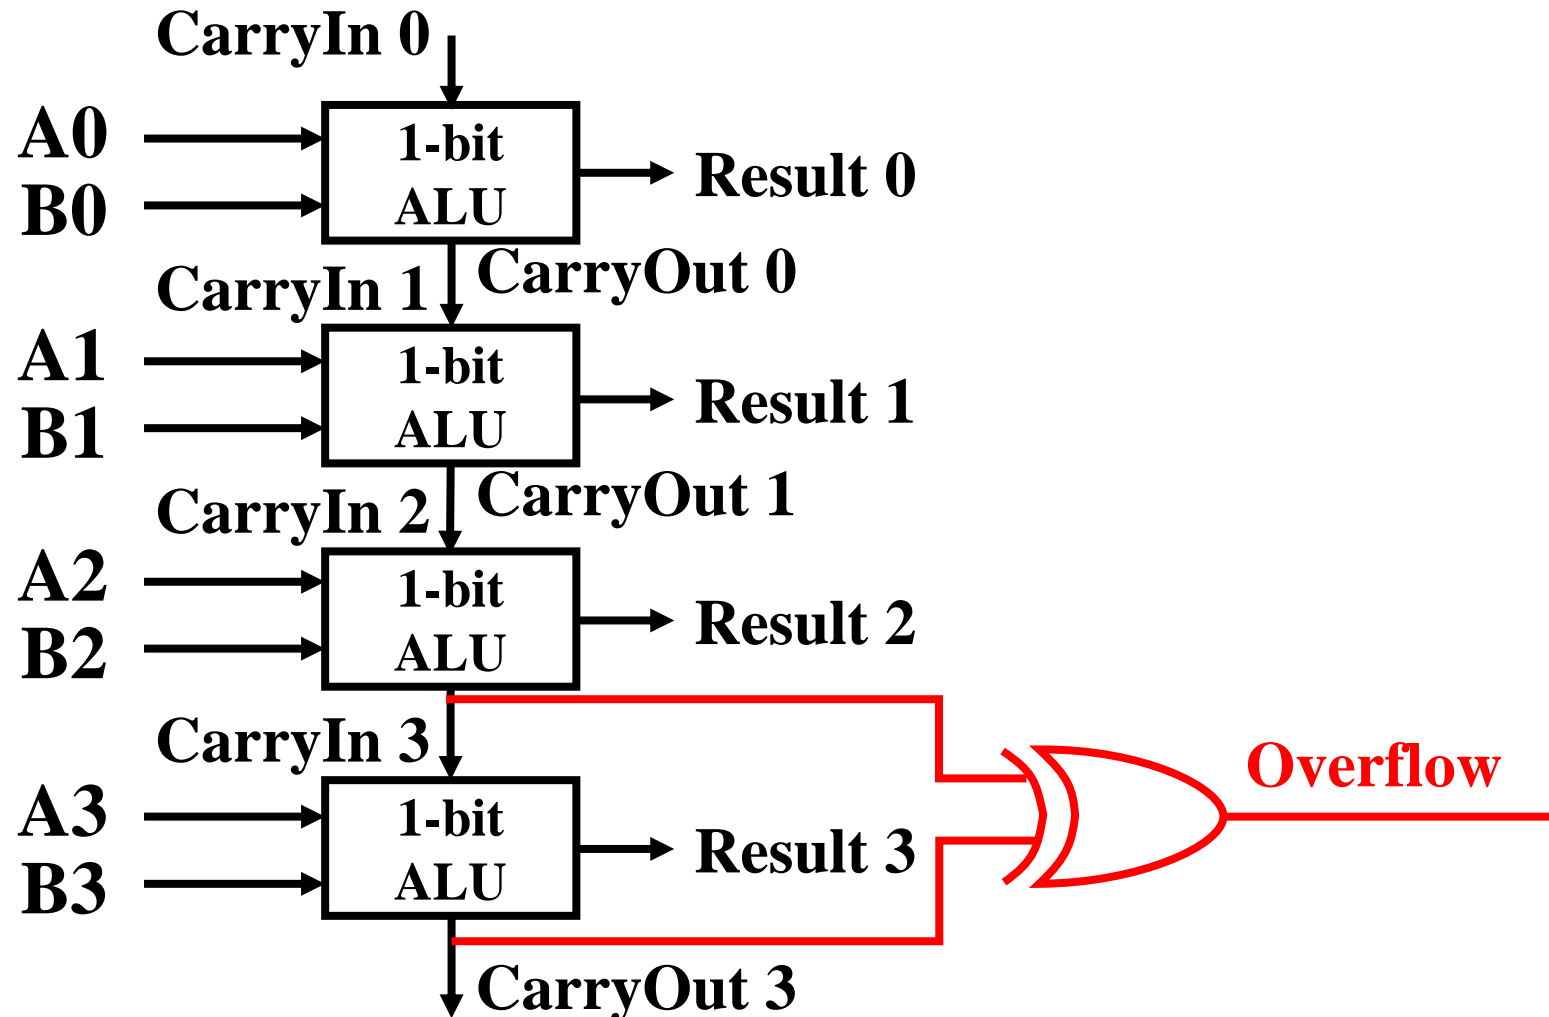 CarryIn 0
A0
B0
1-bit
ALU
Result 0
CarryOut 0
CarryIn 1
A1
B1
1-bit
ALU
Result 1
CarryOut 1
CarryIn 2
A2
B2
1-bit
ALU
Result 2
CarryIn 3
A3
B3
1-bit
ALU
Result 3
Overflow
CarryOut 3